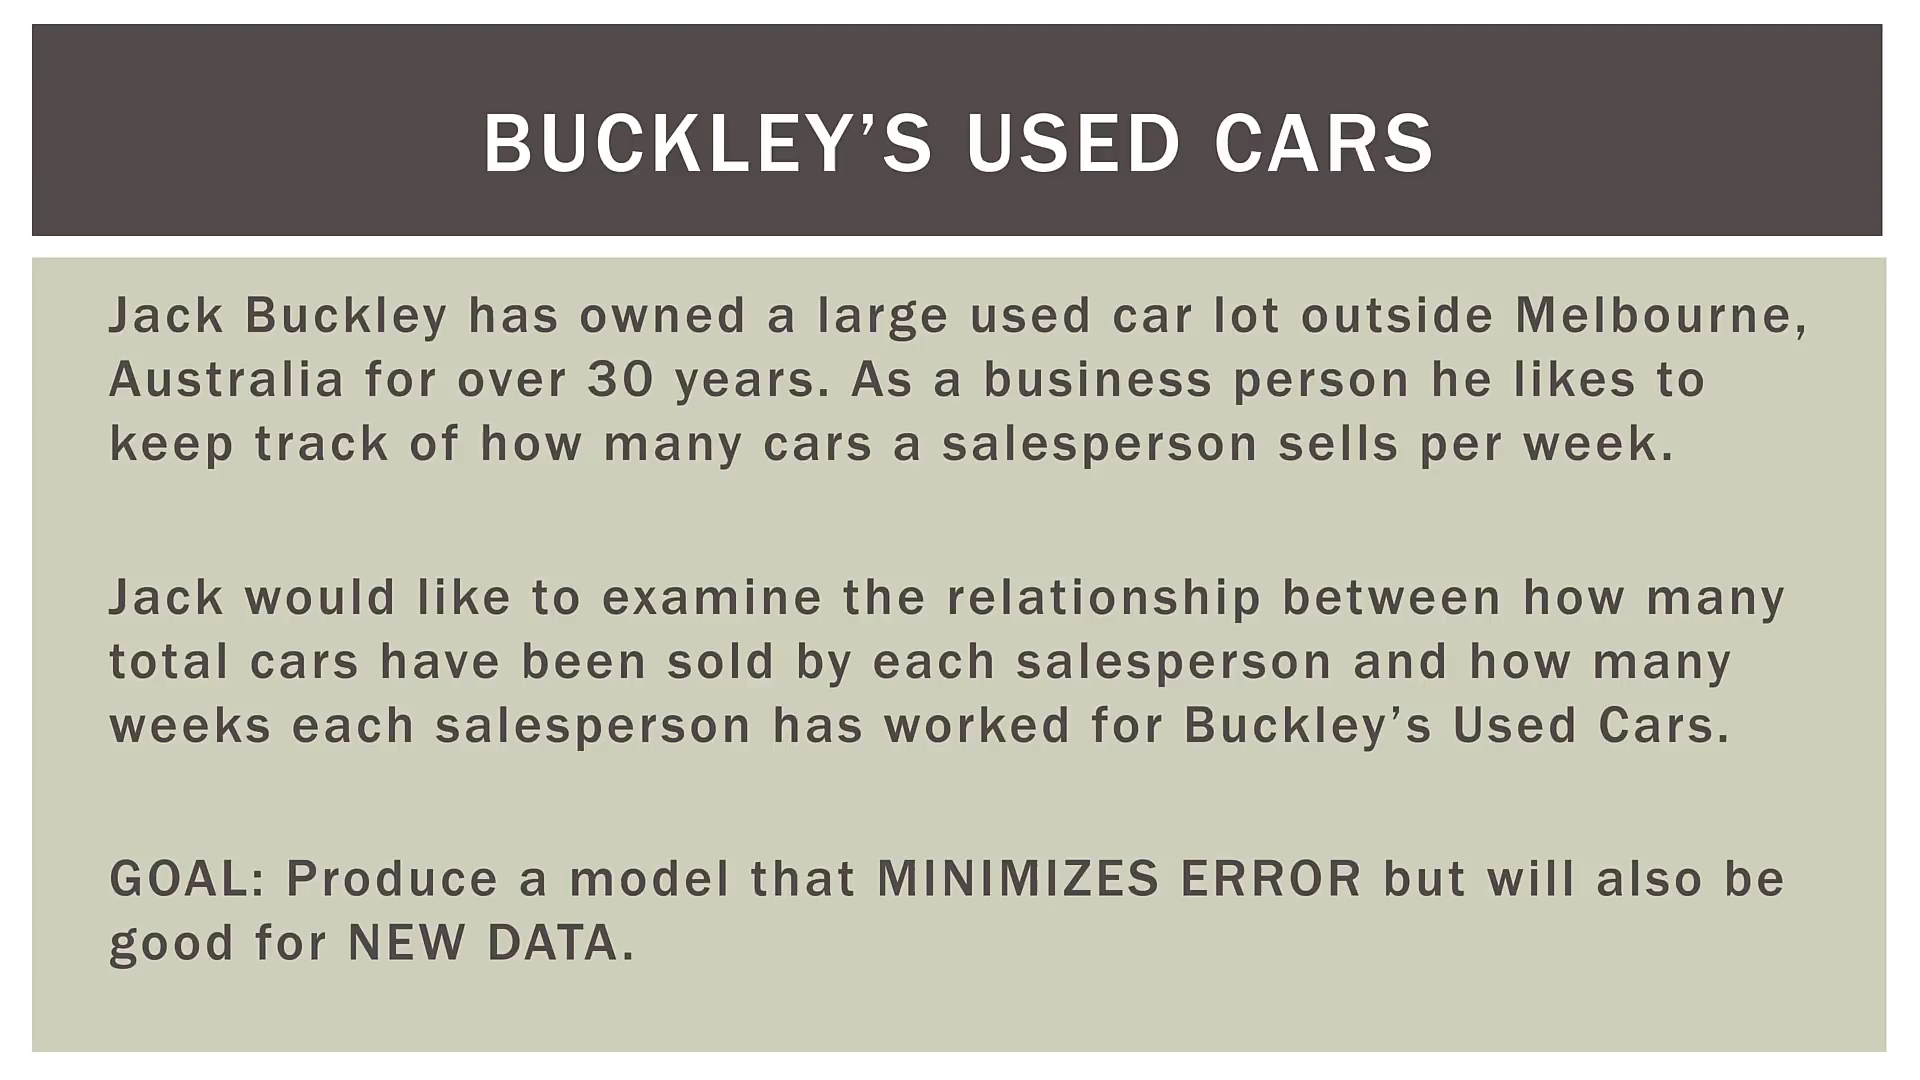 BUCKLEY’S USED CARS
Jack Buckley has owned a large used car lot outside Melbourne,
Australia for over 30 years. As a business person he likes to
keep track of how many cars a salesperson sells per week.
Jack would like to examine the relationship between how many
total cars have been sold by each salesperson and how many
weeks each salesperson has worked for Buckley’s Used Cars.
GOAL: Produce a model that MINIMIZES ERROR but will also be
good for NEW DATA.